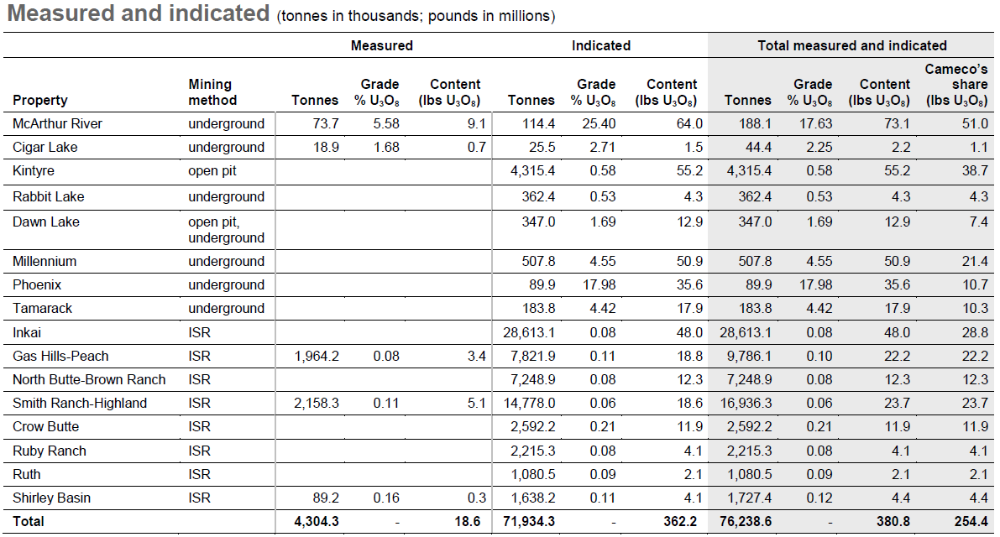 Measured and indicated (tonnes in thousands; pounds in millions)
Measured Indicated Total measured and indicated
Property Mining method Tonnes Grade % U₃O₈ Content (lbs U₃O₈) Tonnes Grade % U₃O₈ Content (lbs U₃O₈) Tonnes Grade % U₃O₈ Content (lbs U₃O₈) Cameco's share (lbs U₃O₈)
McArthur River underground 73.7 5.58 9.1 114.4 25.40 64.0 188.1 17.63 73.1 51.0
Cigar Lake underground 18.9 1.68 0.7 25.5 2.71 1.5 44.4 2.25 2.2 1.1
Kintyre open pit 4,315.4 0.58 55.2 4,315.4 0.58 55.2 38.7
Rabbit Lake underground 362.4 0.53 4.3 362.4 0.53 4.3 4.3
Dawn Lake open pit, underground 347.0 1.69 12.9 347.0 1.69 12.9 7.4
Millennium underground 507.8 4.55 50.9 507.8 4.55 50.9 21.4
Phoenix underground 89.9 17.98 35.6 89.9 17.98 35.6 10.7
Tamarack underground 183.8 4.42 17.9 183.8 4.42 17.9 10.3
Inkai ISR 28,613.1 0.08 48.0 28,613.1 0.08 48.0 28.8
Gas Hills-Peach ISR 1,964.2 0.08 3.4 7,821.9 0.11 18.8 9,786.1 0.10 22.2 22.2
North Butte-Brown Ranch ISR 7,248.9 0.08 12.3 7,248.9 0.08 12.3 12.3
Smith Ranch-Highland ISR 2,158.3 0.11 5.1 14,778.0 0.06 18.6 16,936.3 0.06 23.7 23.7
Crow Butte ISR 2,592.2 0.21 11.9 2,592.2 0.21 11.9 11.9
Ruby Ranch ISR 2,215.3 0.08 4.1 2,215.3 0.08 4.1 4.1
Ruth ISR 1,080.5 0.09 2.1 1,080.5 0.09 2.1 2.1
Shirley Basin ISR 89.2 0.16 0.3 1,638.2 0.11 4.1 1,727.4 0.12 4.4 4.4
Total 4,304.3 - 18.6 71,934.3 - 362.2 76,238.6 - 380.8 254.4